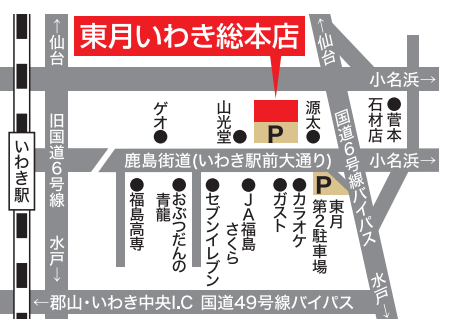 東月いわき総本店
←仙台
←仙台
小名浜→
ゲオ
山光堂
P
源太
菅本
石材店
旧国道6号線
国道6号線バイパス
いわき駅
鹿島街道(いわき駅前大通り)
小名浜→
福島高専
おぶつだんの
青龍
セブンイレブン
JA福島
さくら
ガスト
カラオケ
P
東月
第2駐車場
水戸→
水戸→
←郡山・いわき中央I.C 国道49号線バイパス